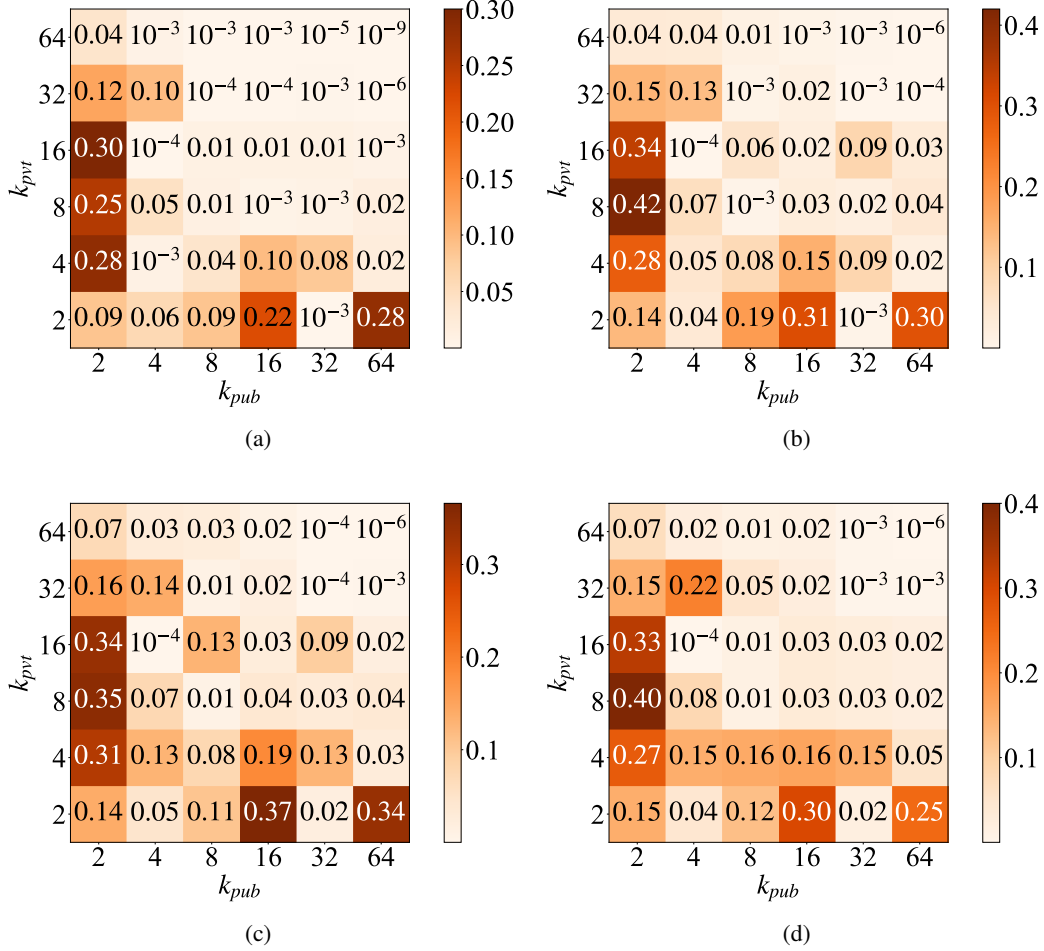 64 0.04 10⁻³ 10⁻³ 10⁻³ 10⁻⁵ 10⁻⁹ 0.30
32 0.12 0.10 10⁻⁴ 10⁻⁴ 10⁻³ 10⁻⁶ 0.25
16 0.30 10⁻⁴ 0.01 0.01 0.01 10⁻³ 0.20
8 0.25 0.05 0.01 10⁻³ 10⁻³ 0.02 0.15
4 0.28 10⁻³ 0.04 0.10 0.08 0.02 0.10
2 0.09 0.06 0.09 0.22 10⁻³ 0.28 0.05
2 4 8 16 32 64
k_pvt
k_pub
(a)
64 0.04 0.04 0.01 10⁻³ 10⁻³ 10⁻⁶ 0.4
32 0.15 0.13 10⁻³ 0.02 10⁻³ 10⁻⁴ 0.3
16 0.34 10⁻⁴ 0.06 0.02 0.09 0.03
8 0.42 0.07 10⁻³ 0.03 0.02 0.04 0.2
4 0.28 0.05 0.08 0.15 0.09 0.02 0.1
2 0.14 0.04 0.19 0.31 10⁻³ 0.30
2 4 8 16 32 64
k_pvt
k_pub
(b)
64 0.07 0.03 0.03 0.02 10⁻⁴ 10⁻⁶
32 0.16 0.14 0.01 0.02 10⁻⁴ 10⁻³ 0.3
16 0.34 10⁻⁴ 0.13 0.03 0.09 0.02 0.2
8 0.35 0.07 0.01 0.04 0.03 0.04
4 0.31 0.13 0.08 0.19 0.13 0.03 0.1
2 0.14 0.05 0.11 0.37 0.02 0.34
2 4 8 16 32 64
k_pvt
k_pub
(c)
64 0.07 0.02 0.01 0.02 10⁻³ 10⁻⁶ 0.4
32 0.15 0.22 0.05 0.02 10⁻³ 10⁻³ 0.3
16 0.33 10⁻⁴ 0.01 0.03 0.03 0.02
8 0.40 0.08 0.01 0.03 0.03 0.02 0.2
4 0.27 0.15 0.16 0.16 0.15 0.05 0.1
2 0.15 0.04 0.12 0.30 0.02 0.25
2 4 8 16 32 64
k_pvt
k_pub
(d)